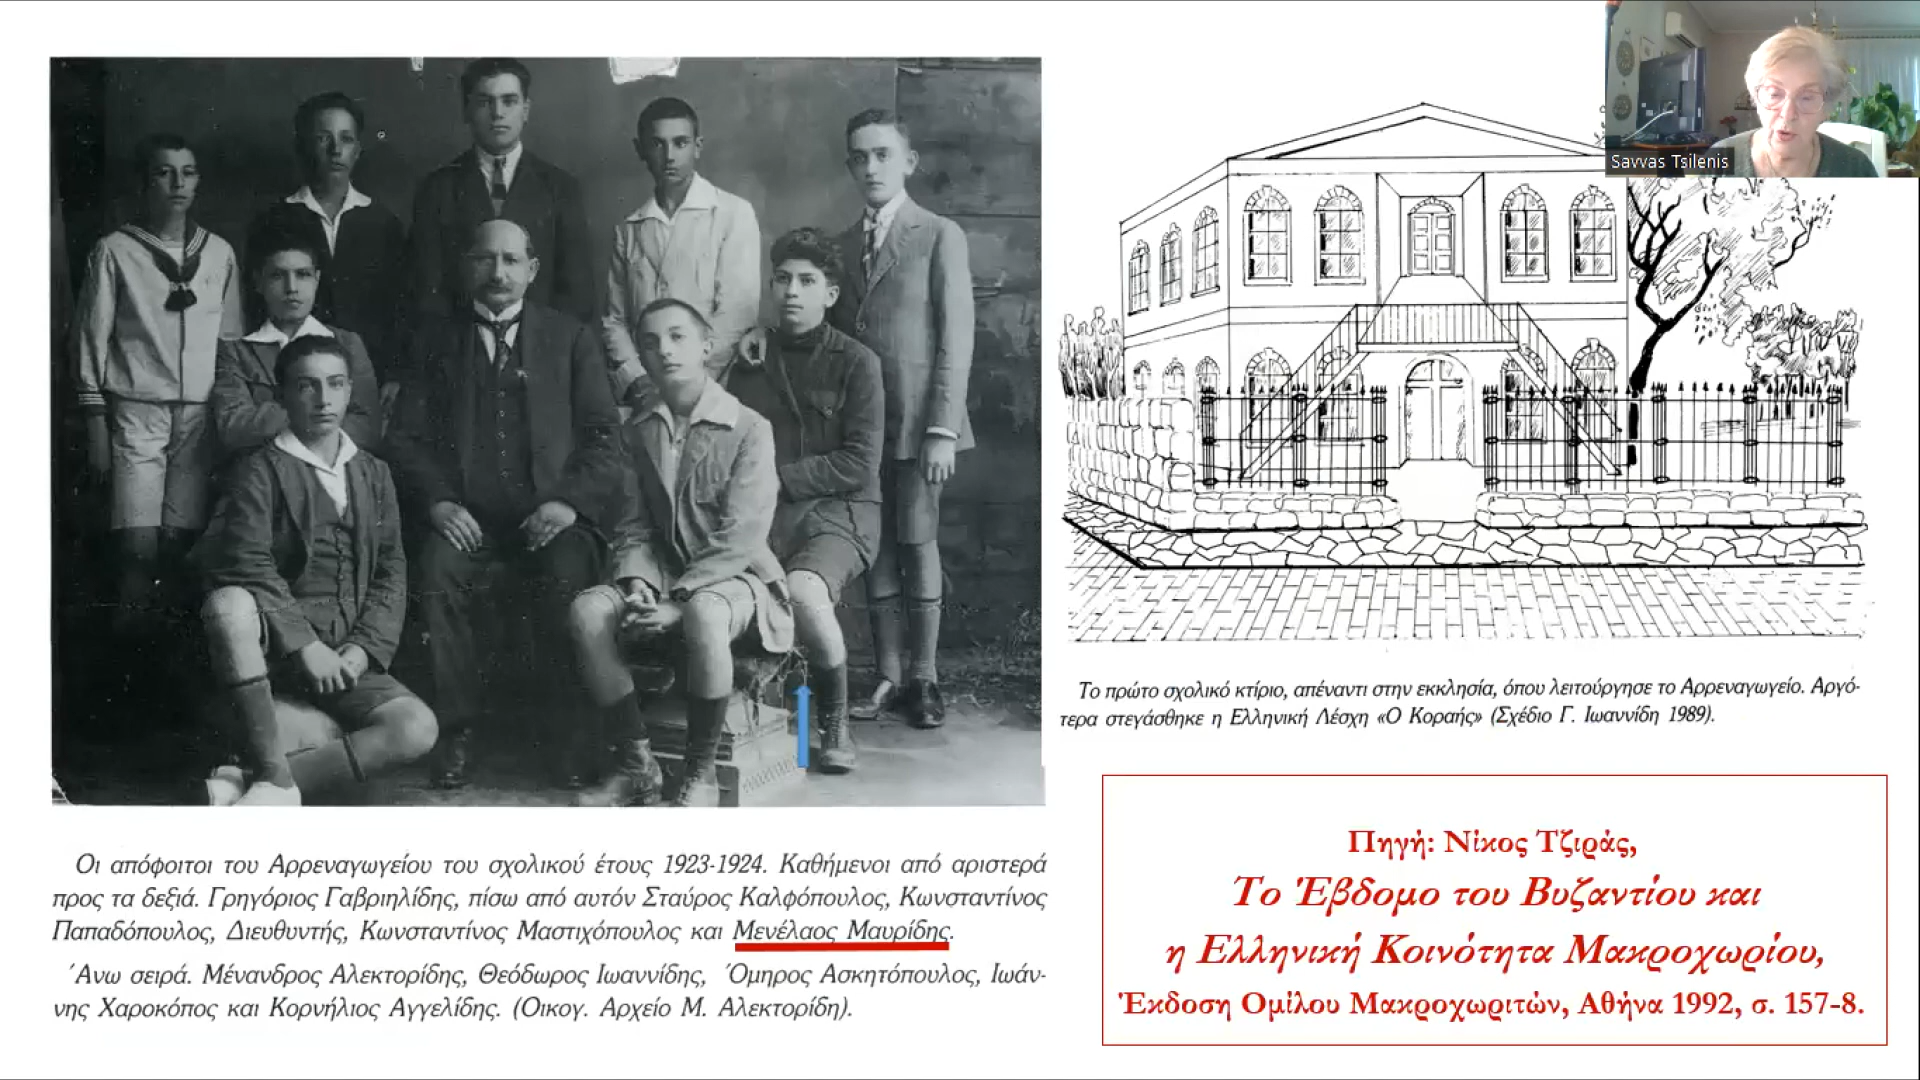 Savvas Tsilenis
Το πρώτο σχολικό κτίριο, απέναντι στην εκκλησία, όπου λειτούργησε το Αρρεναγωγείο. Αργό-
τερα στεγάσθηκε η Ελληνική Λέσχη «Ο Κοραής» (Σχέδιο Γ. Ιωαννίδη 1989).
Οι απόφοιτοι του Αρρεναγωγείου του σχολικού έτους 1923-1924. Καθήμενοι από αριστερά
προς τα δεξιά. Γρηγόριος Γαβριηλίδης, πίσω από αυτόν Σταύρος Καλφόπουλος, Κωνσταντίνος
Παπαδόπουλος, Διευθυντής, Κωνσταντίνος Μαστιχόπουλος και Μενέλαος Μαυρίδης.
Άνω σειρά. Μένανδρος Αλεκτορίδης, Θεόδωρος Ιωαννίδης, Όμηρος Ασκητόπουλος, Ιωάν-
νης Χαροκόπος και Κορνήλιος Αγγελίδης. (Οικογ. Αρχείο Μ. Αλεκτορίδη).
Πηγή: Νίκος Τζιράς,
Το Έβδομο του Βυζαντίου και
η Ελληνική Κοινότητα Μακροχωρίου,
Έκδοση Ομίλου Μακροχωριτών, Αθήνα 1992, σ. 157-8.